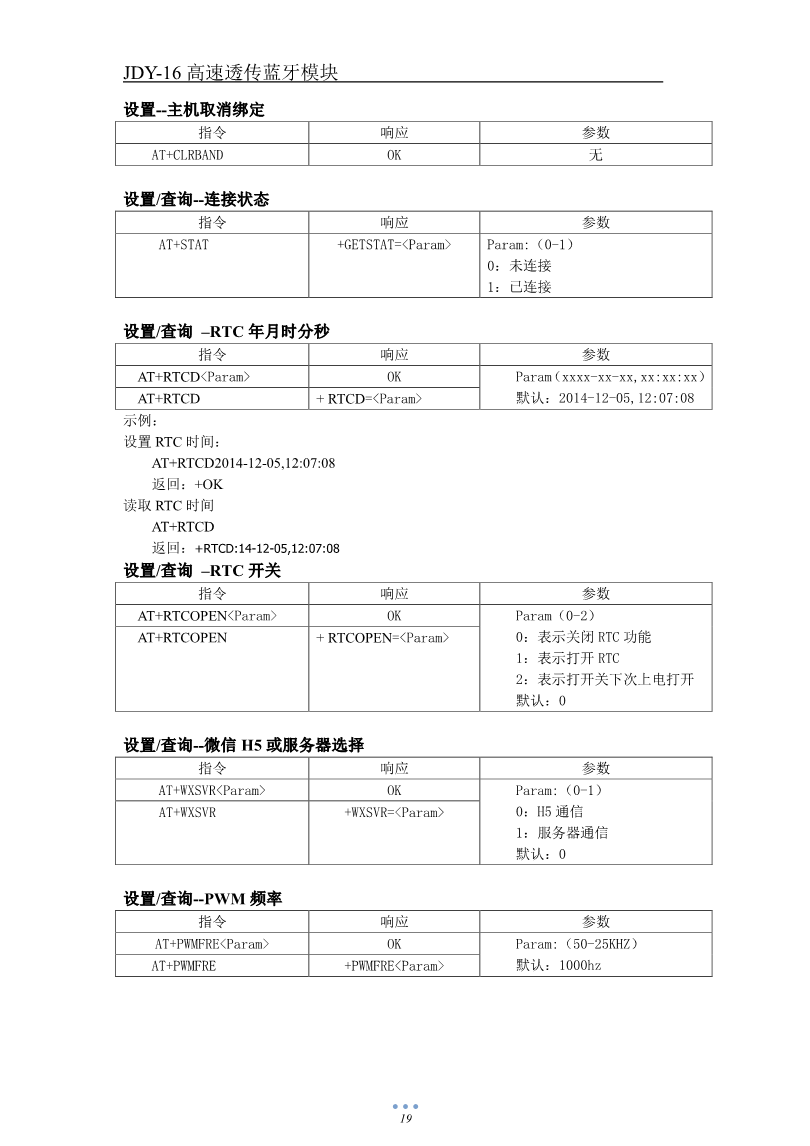 JDY-16 高速透传蓝牙模块
设置--主机取消绑定
指令 响应 参数
AT+CLRBAND OK 无
设置/查询--连接状态
指令 响应 参数
AT+STAT +GETSTAT=<Param> Param:（0-1）
0：未连接
1：已连接
设置/查询 –RTC 年月时分秒
指令 响应 参数
AT+RTCD<Param> OK Param（xxxx-xx-xx,xx:xx:xx）
AT+RTCD + RTCD=<Param> 默认：2014-12-05,12:07:08
示例：
设置 RTC 时间：
AT+RTCD2014-12-05,12:07:08
返回：+OK
读取 RTC 时间
AT+RTCD
返回：+RTCD:14-12-05,12:07:08
设置/查询 –RTC 开关
指令 响应 参数
AT+RTCOPEN<Param> OK Param（0-2）
AT+RTCOPEN + RTCOPEN=<Param> 0：表示关闭 RTC 功能
1：表示打开 RTC
2：表示打开关下次上电打开
默认：0
设置/查询--微信 H5 或服务器选择
指令 响应 参数
AT+WXSVR<Param> OK Param:（0-1）
AT+WXSVR +WXSVR=<Param> 0：H5 通信
1：服务器通信
默认：0
设置/查询--PWM 频率
指令 响应 参数
AT+PWMFRE<Param> OK Param:（50-25KHZ）
AT+PWMFRE +PWMFRE<Param> 默认：1000hz
19